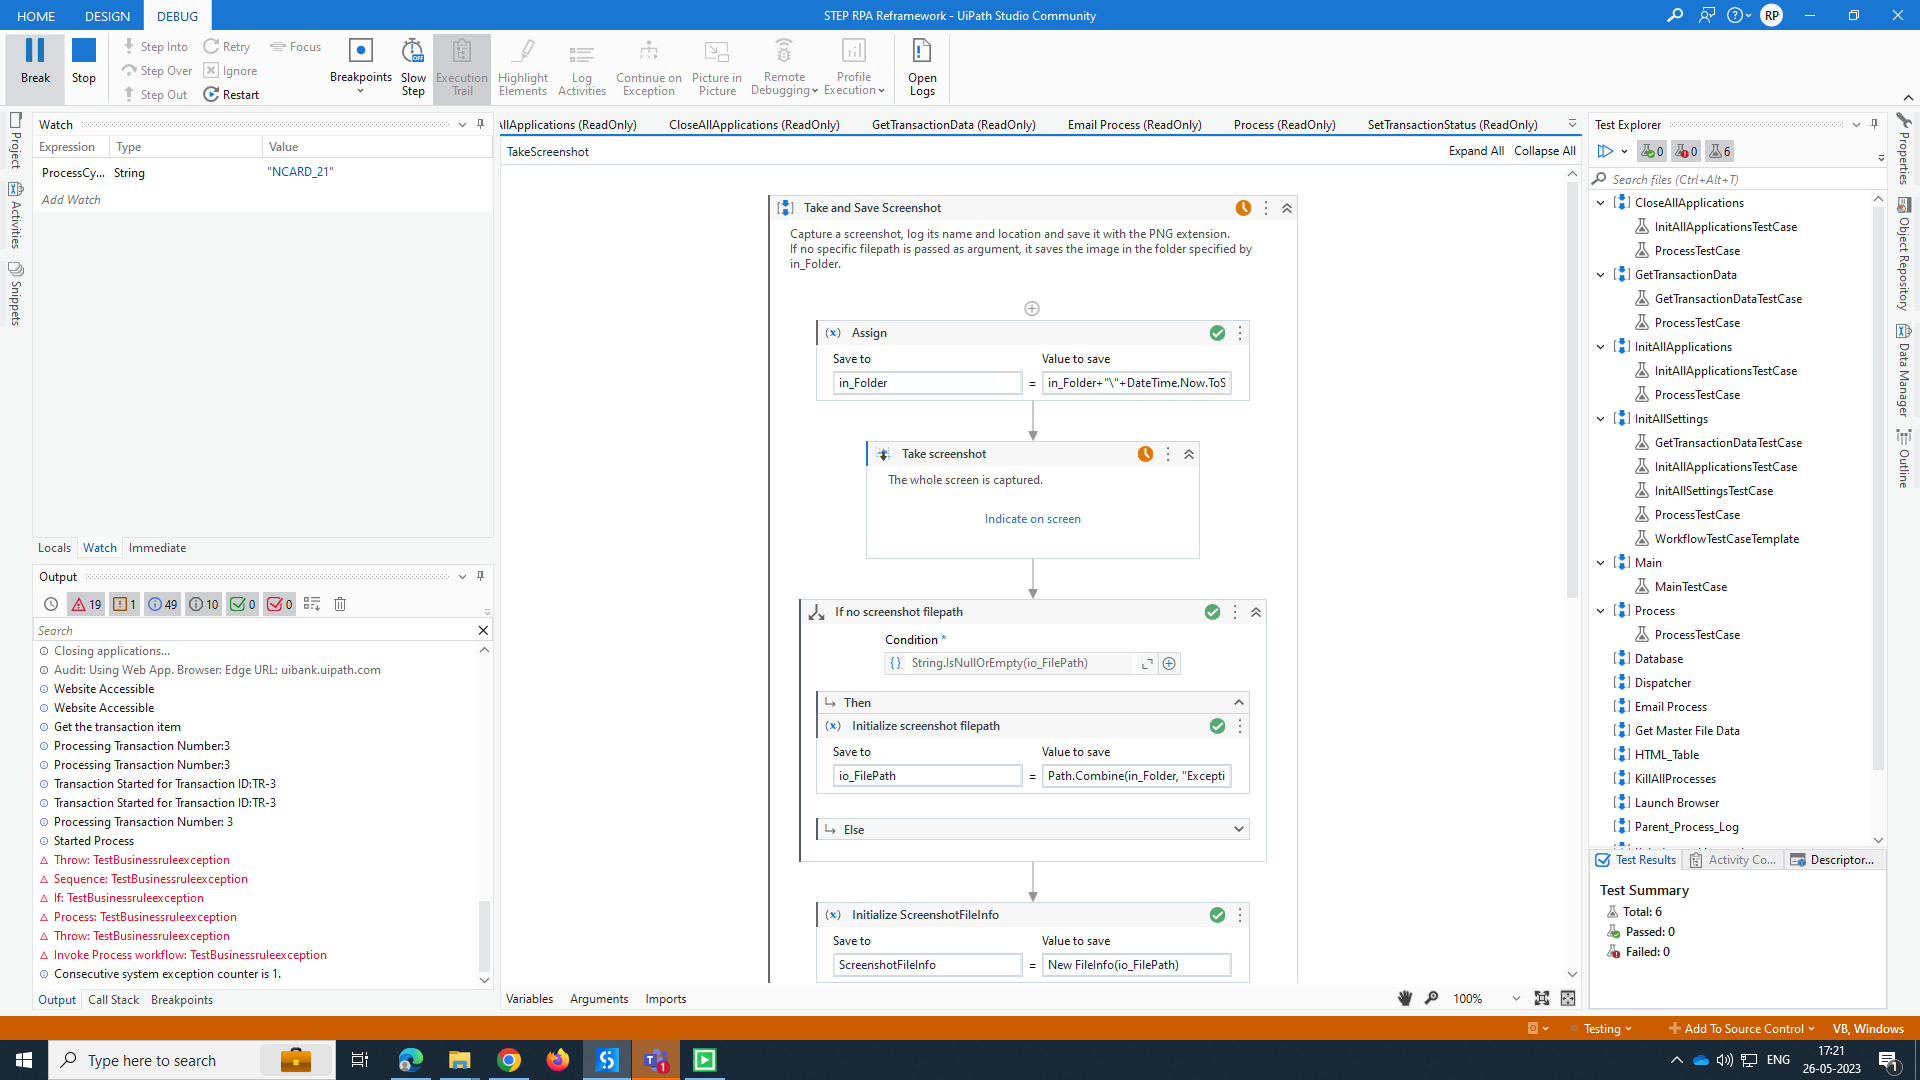 HOME DESIGN DEBUG
STEP RPA Reframework - UiPath Studio Community
RP
Break
Stop
Step Into
Step Over
Step Out
Retry
Ignore
Restart
Focus
Breakpoints
Slow Step
OFF
Execution Trail
Highlight Elements
Log Activities
Continue on Exception
Picture in Picture
Remote Debugging
Profile Execution
Open Logs
Project
Activities
Snippets
Watch
Expression Type Value
ProcessCy... String "NCARD_21"
Add Watch
Locals Watch Immediate
Output
19 1 49 10 0 0
Search
Closing applications...
Audit: Using Web App. Browser: Edge URL: uibank.uipath.com
Website Accessible
Website Accessible
Get the transaction item
Processing Transaction Number:3
Processing Transaction Number:3
Transaction Started for Transaction ID:TR-3
Transaction Started for Transaction ID:TR-3
Processing Transaction Number: 3
Started Process
Throw: TestBusinessruleexception
Sequence: TestBusinessruleexception
If: TestBusinessruleexception
Process: TestBusinessruleexception
Throw: TestBusinessruleexception
Invoke Process workflow: TestBusinessruleexception
Consecutive system exception counter is 1.
Output Call Stack Breakpoints
AllApplications (ReadOnly) CloseAllApplications (ReadOnly) GetTransactionData (ReadOnly) Email Process (ReadOnly) Process (ReadOnly) SetTransactionStatus (ReadOnly)
TakeScreenshot Expand All Collapse All
Take and Save Screenshot
Capture a screenshot, log its name and location and save it with the PNG extension.
If no specific filepath is passed as argument, it saves the image in the folder specified by
in_Folder.
Assign
Save to Value to save
in_Folder = in_Folder+"\"+DateTime.Now.ToS
Take screenshot
The whole screen is captured.
Indicate on screen
If no screenshot filepath
Condition *
String.IsNullOrEmpty(io_FilePath)
Then
Initialize screenshot filepath
Save to Value to save
io_FilePath = Path.Combine(in_Folder, "Excepti
Else
Initialize ScreenshotFileInfo
Save to Value to save
ScreenshotFileInfo = New FileInfo(io_FilePath)
Variables Arguments Imports 100%
Test Explorer
0 0 6
Search files (Ctrl+Alt+T)
CloseAllApplications
InitAllApplicationsTestCase
ProcessTestCase
GetTransactionData
GetTransactionDataTestCase
ProcessTestCase
InitAllApplications
InitAllApplicationsTestCase
ProcessTestCase
InitAllSettings
GetTransactionDataTestCase
InitAllApplicationsTestCase
InitAllSettingsTestCase
ProcessTestCase
WorkflowTestCaseTemplate
Main
MainTestCase
Process
ProcessTestCase
Database
Dispatcher
Email Process
Get Master File Data
HTML_Table
KillAllProcesses
Launch Browser
Parent_Process_Log
Test Results Activity Co... Descriptor...
Test Summary
Total: 6
Passed: 0
Failed: 0
Properties
Object Repository
Data Manager
Outline
Testing Add To Source Control VB, Windows
Type here to search
1
ENG
17:21
26-05-2023
1